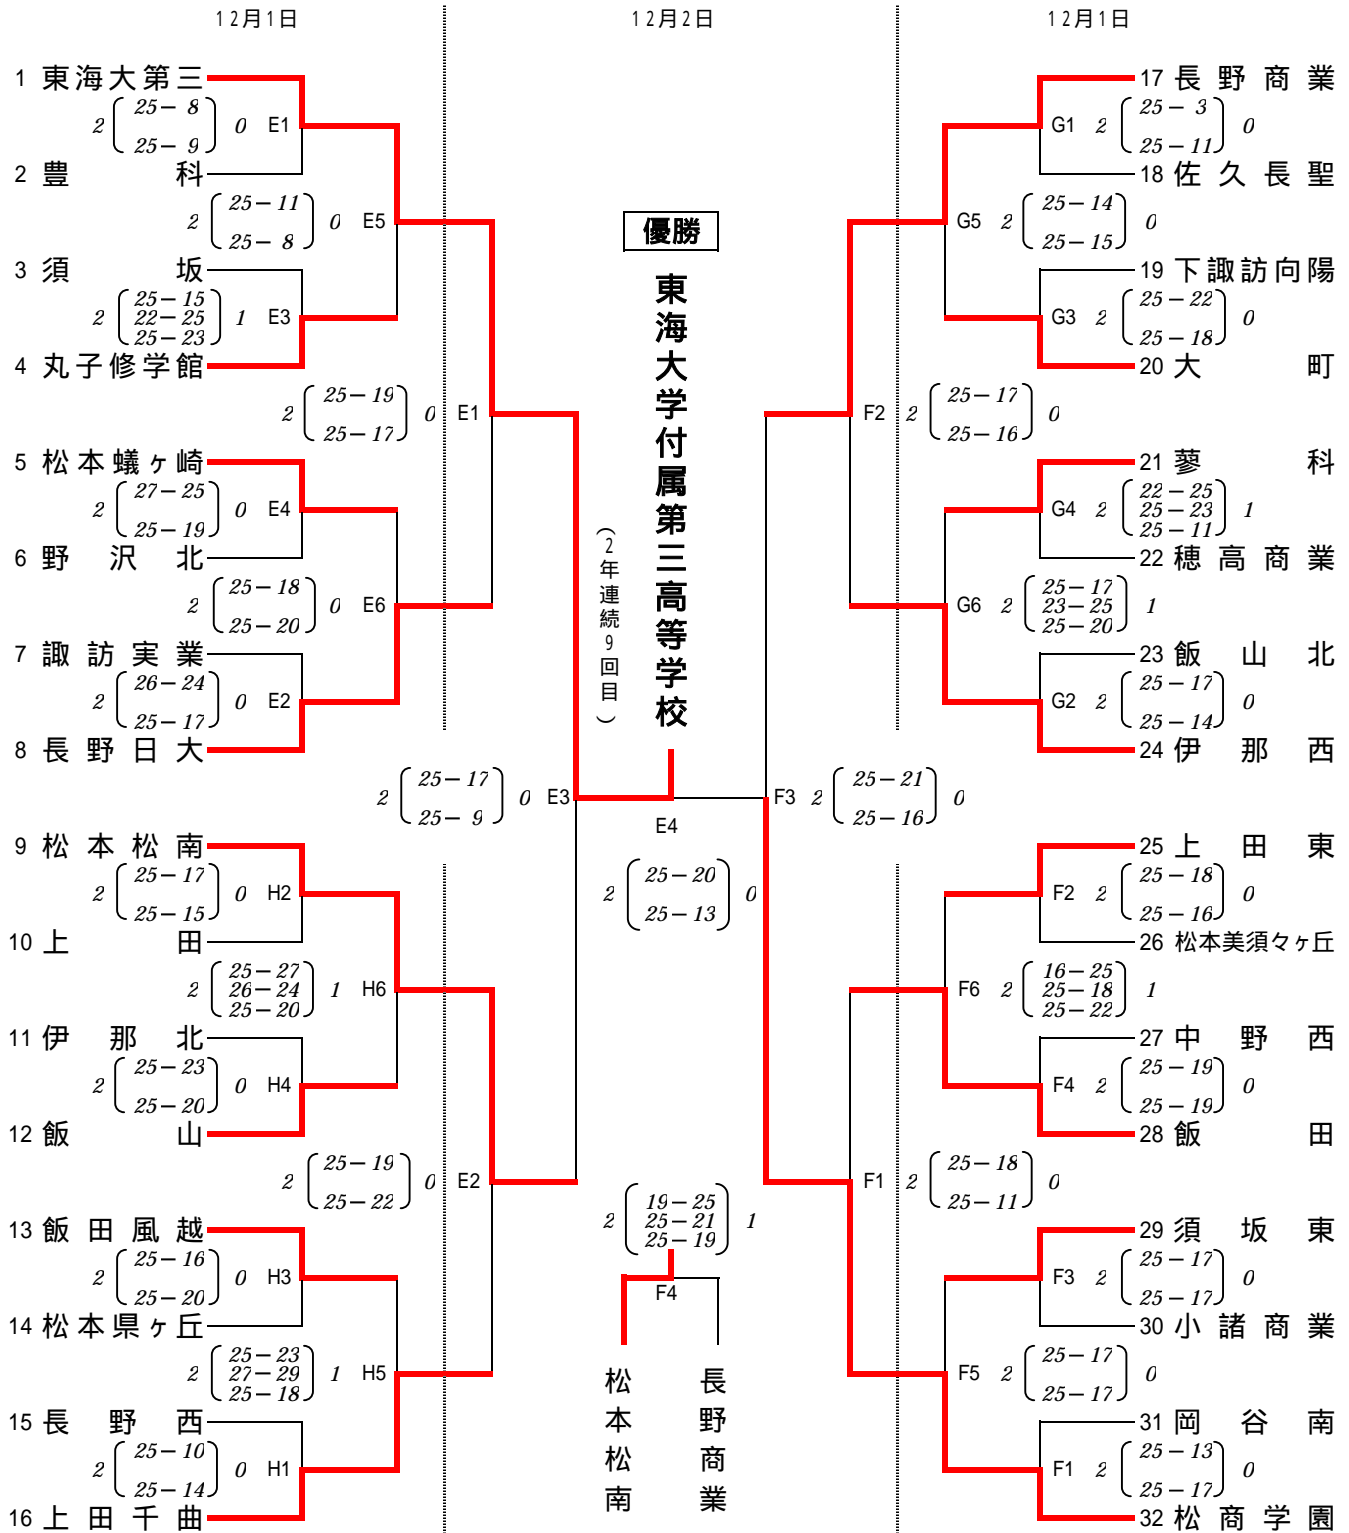 12月1日
12月2日
12月1日
1 東海大第三
2 ( 25－8 25－9 ) 0 E1
2 豊科
2 ( 25－11 25－8 ) 0 E5
3 須坂
2 ( 25－15 22－25 25－23 ) 1 E3
4 丸子修学館
2 ( 25－19 25－17 ) 0 E1
5 松本蟻ヶ崎
2 ( 27－25 25－19 ) 0 E4
6 野沢北
2 ( 25－18 25－20 ) 0 E6
7 諏訪実業
2 ( 26－24 25－17 ) 0 E2
8 長野日大
2 ( 25－17 25－9 ) 0 E3
9 松本松南
2 ( 25－17 25－15 ) 0 H2
10 上田
2 ( 25－27 26－24 25－20 ) 1 H6
11 伊那北
2 ( 25－23 25－20 ) 0 H4
12 飯山
2 ( 25－19 25－22 ) 0 E2
13 飯田風越
2 ( 25－16 25－20 ) 0 H3
14 松本県ヶ丘
2 ( 25－23 27－29 25－18 ) 1 H5
15 長野西
2 ( 25－10 25－14 ) 0 H1
16 上田千曲
優勝
東海大学付属第三高等学校
（2年連続9回目）
E4
2 ( 25－20 25－13 ) 0
2 ( 19－25 25－21 25－19 ) 1
F4
松本松南
長野商業
17 長野商業
G1 2 ( 25－3 25－11 ) 0
18 佐久長聖
G5 2 ( 25－14 25－15 ) 0
19 下諏訪向陽
G3 2 ( 25－22 25－18 ) 0
20 大町
F2 2 ( 25－17 25－16 ) 0
21 蓼科
G4 2 ( 22－25 25－23 25－11 ) 1
22 穂高商業
G6 2 ( 25－17 23－25 25－20 ) 1
23 飯山北
G2 2 ( 25－17 25－14 ) 0
24 伊那西
F3 2 ( 25－21 25－16 ) 0
25 上田東
F2 2 ( 25－18 25－16 ) 0
26 松本美須々ヶ丘
F6 2 ( 16－25 25－18 25－22 ) 1
27 中野西
F4 2 ( 25－19 25－19 ) 0
28 飯田
F1 2 ( 25－18 25－11 ) 0
29 須坂東
F3 2 ( 25－17 25－17 ) 0
30 小諸商業
F5 2 ( 25－17 25－17 ) 0
31 岡谷南
F1 2 ( 25－13 25－17 ) 0
32 松商学園